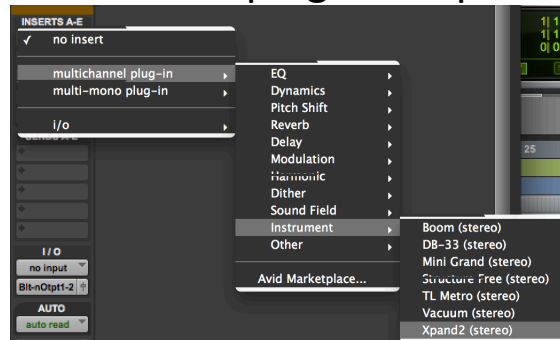 INSERTS A-E
✓ no insert
multichannel plug-in
multi-mono plug-in
i/o
EQ
Dynamics
Pitch Shift
Reverb
Delay
Modulation
Harmonic
Dither
Sound Field
Instrument
Other
Avid Marketplace...
Boom (stereo)
DB-33 (stereo)
Mini Grand (stereo)
Structure Free (stereo)
TL Metro (stereo)
Vacuum (stereo)
Xpand2 (stereo)
I / O
no input
Blt-nOtpt1-2
AUTO
auto read
25